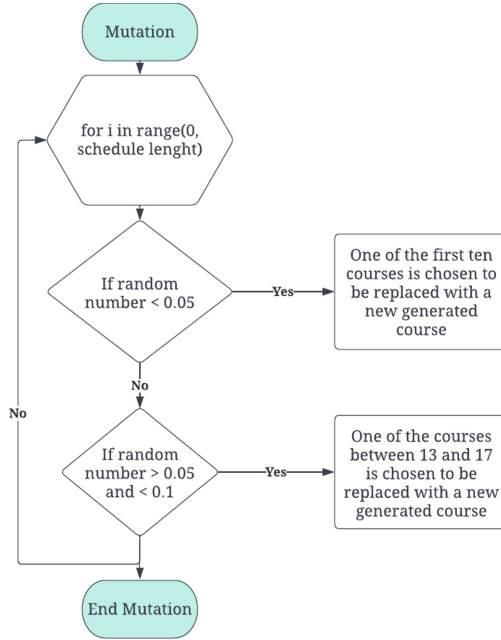 Mutation
for i in range(0,
schedule lenght)
If random
number < 0.05
Yes
One of the first ten
courses is chosen to
be replaced with a
new generated
course
No
No
If random
number > 0.05
and < 0.1
Yes
One of the courses
between 13 and 17
is chosen to be
replaced with a new
generated course
End Mutation